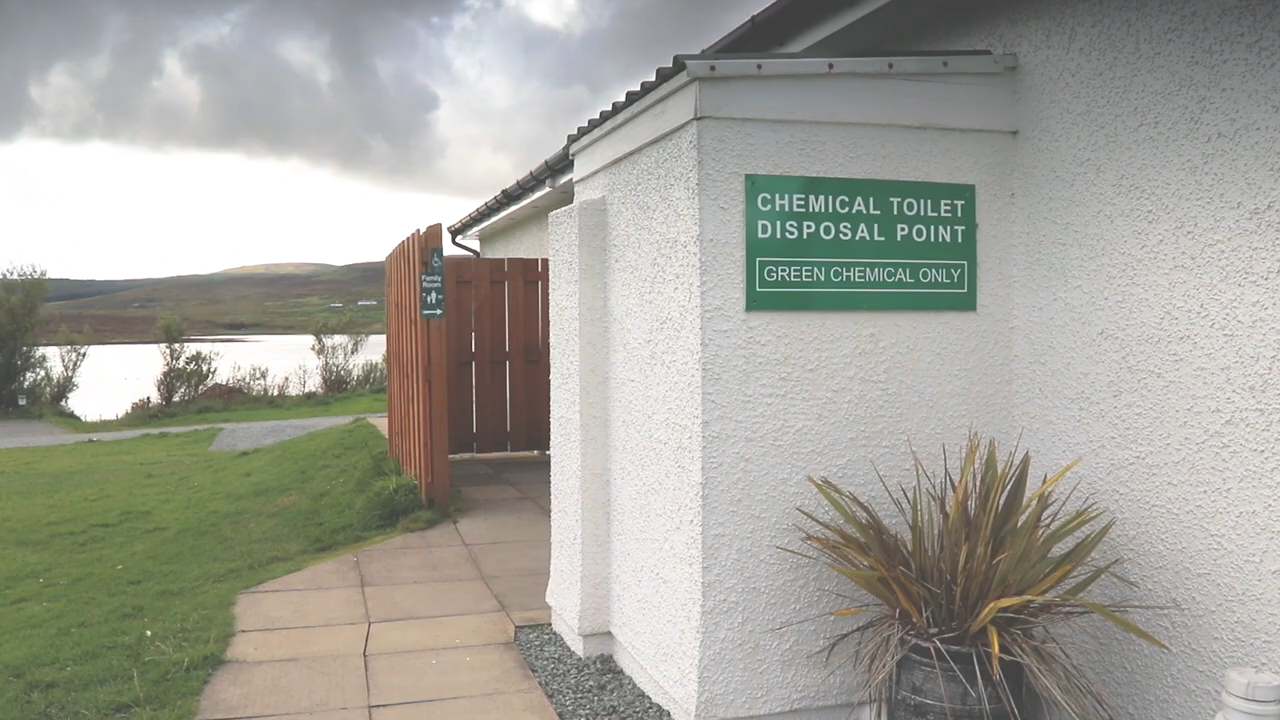 CHEMICAL TOILET
DISPOSAL POINT
GREEN CHEMICAL ONLY
Family
Room